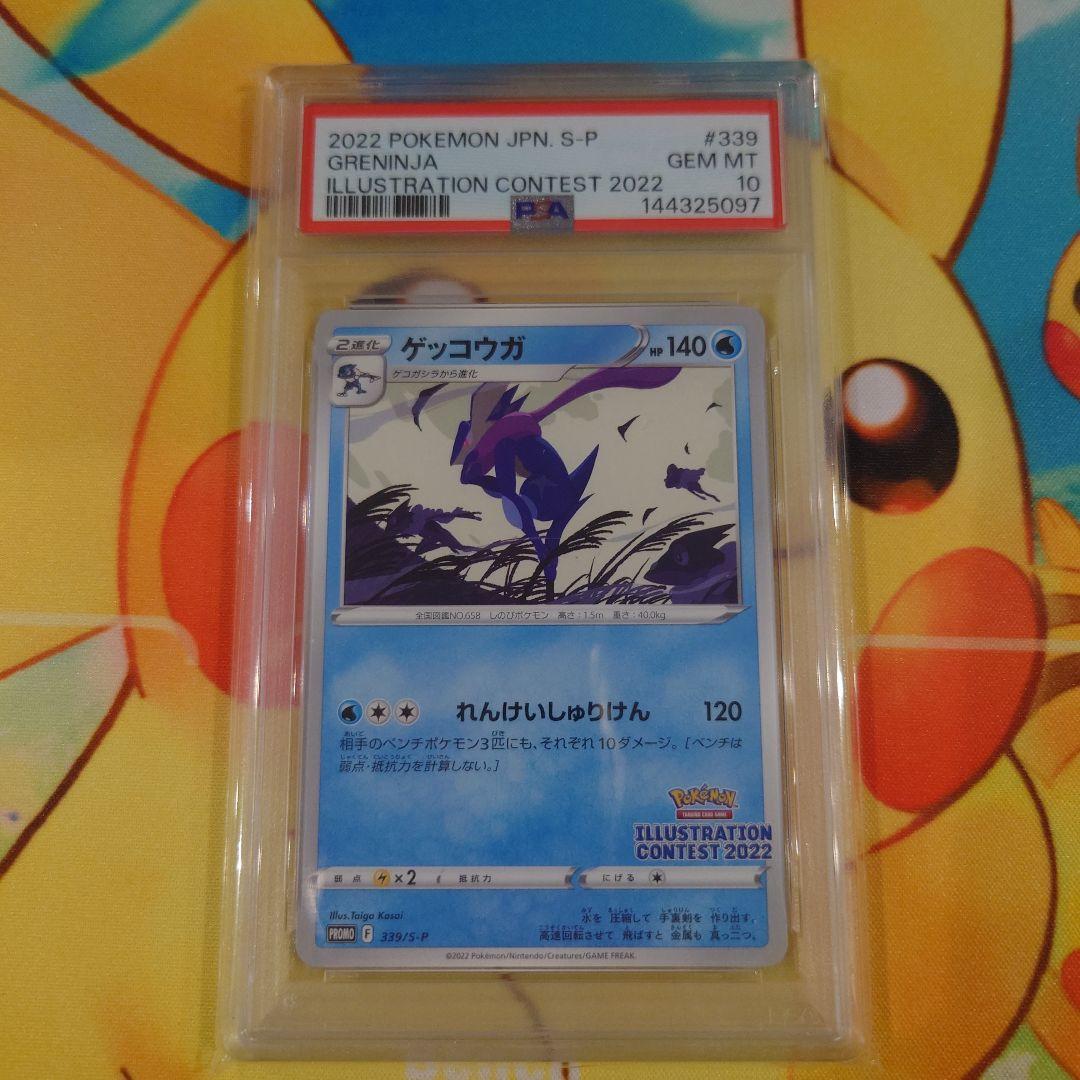 2022 POKEMON JPN. S-P #339
GRENINJA GEM MT
ILLUSTRATION CONTEST 2022 10
PSA 144325097
2進化 ゲッコウガ HP 140
ゲコガシラから進化
全国図鑑NO.658 しのびポケモン 高さ:1.5m 重さ:40.0kg
れんけいしゅりけん 120
相手のベンチポケモン3匹にも、それぞれ10ダメージ。[ベンチは
弱点・抵抗力を計算しない。]
Pokémon
TRADING CARD GAME
ILLUSTRATION
CONTEST 2022
弱点 ×2 抵抗力 にげる
Illus. Taiga Kasai
水を圧縮して手裏剣を作り出す。
高速回転させて飛ばすと金属も真っ二つ。
PROMO F 339/S-P
©2022 Pokémon/Nintendo/Creatures/GAME FREAK.